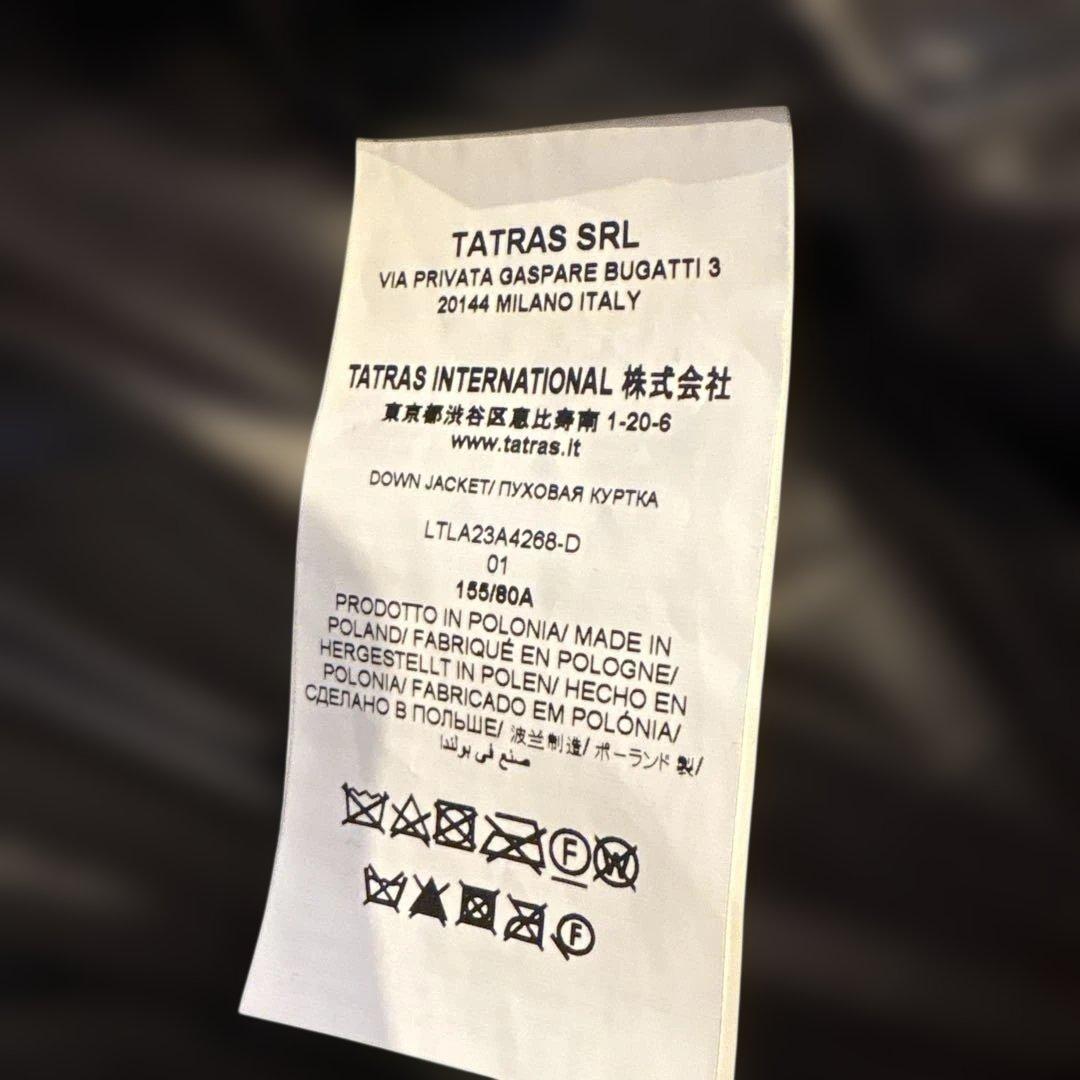 TATRAS SRL
VIA PRIVATA GASPARE BUGATTI 3
20144 MILANO ITALY
TATRAS INTERNATIONAL 株式会社
東京都渋谷区恵比寿南 1-20-6
www.tatras.it
DOWN JACKET/ ПУХОВАЯ КУРТКА
LTLA23A4268-D
01
155/80A
PRODOTTO IN POLONIA/ MADE IN
POLAND/ FABRIQUÉ EN POLOGNE/
HERGESTELLT IN POLEN/ HECHO EN
POLONIA/ FABRICADO EM POLÓNIA/
СДЕЛАНО В ПОЛЬШЕ/ 波兰制造/ ポーランド 製/
صنع في بولندا
F W
F